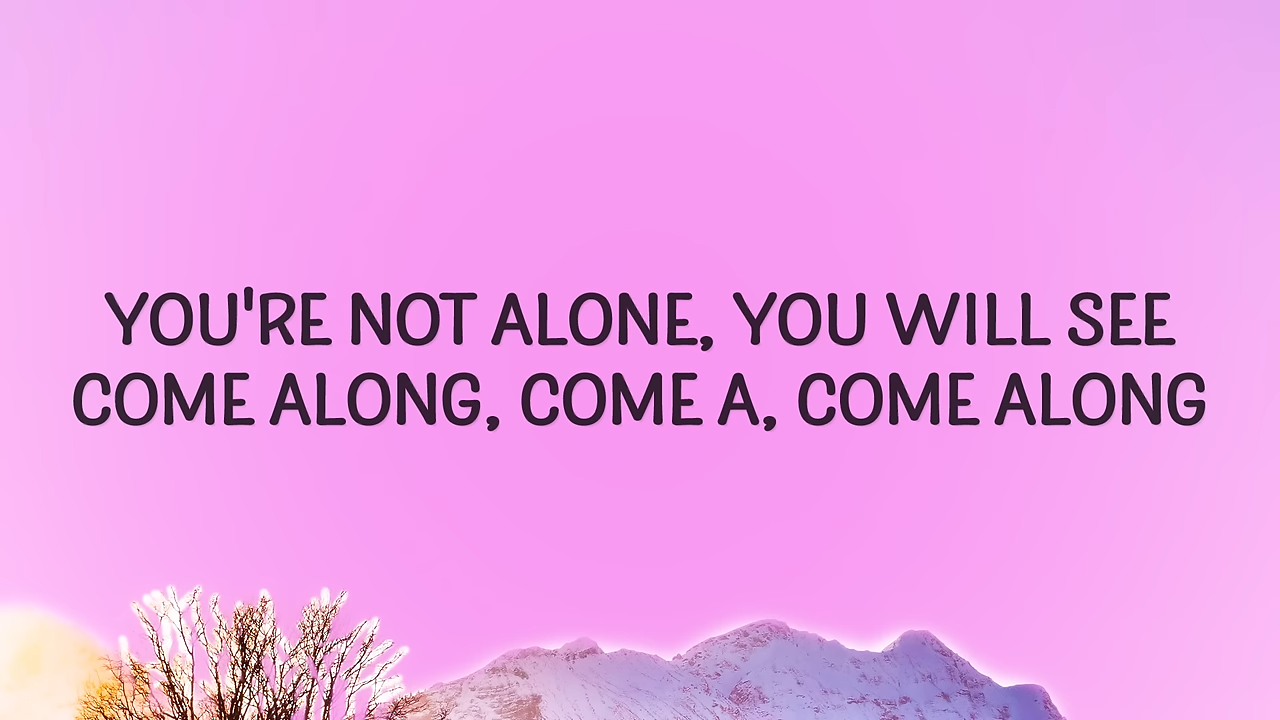 YOU'RE NOT ALONE, YOU WILL SEE
COME ALONG, COME A, COME ALONG